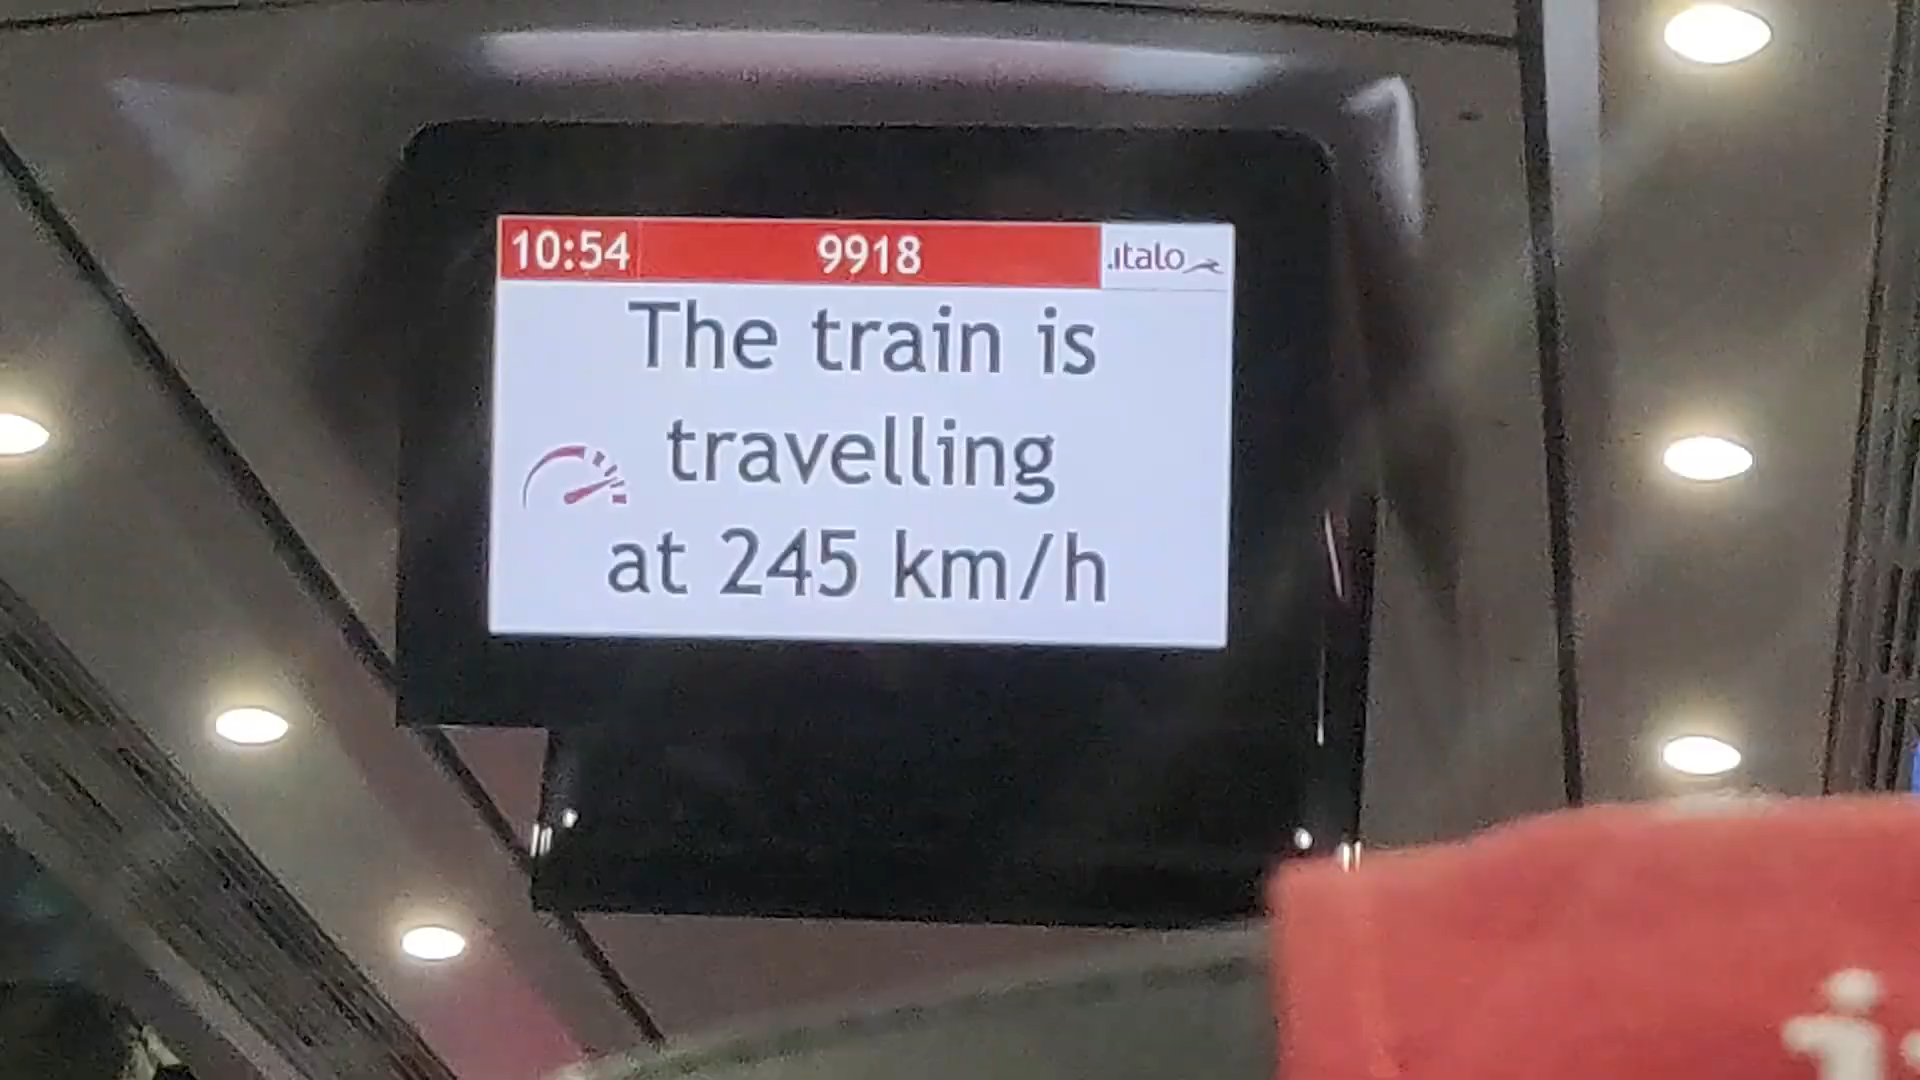 10:54 9918 .italo
The train is
travelling
at 245 km/h